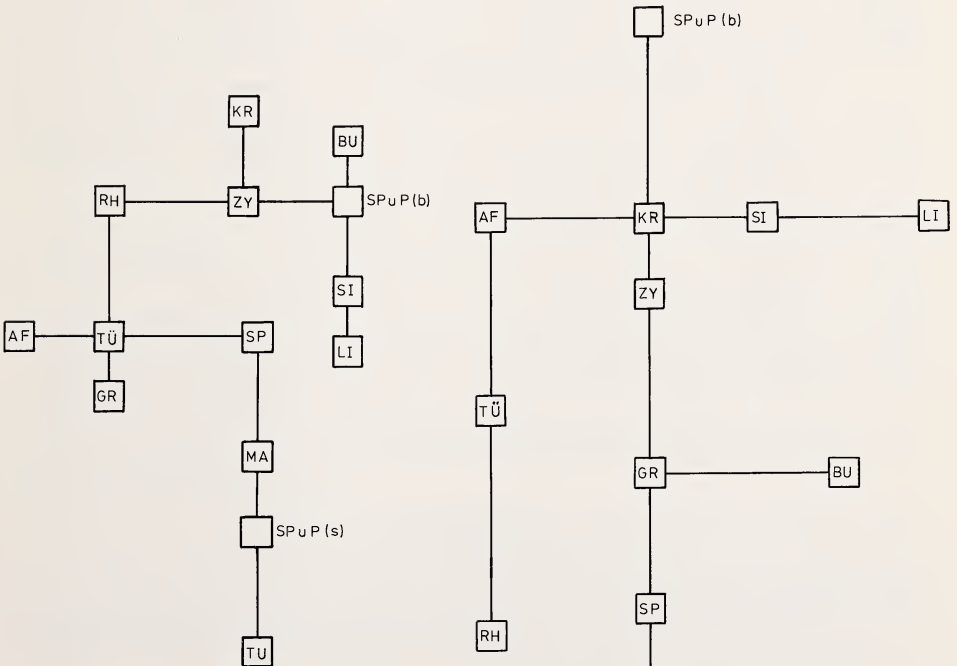 SPuP(b)
KR
BU
RH
ZY
SPuP(b)
AF
KR
SI
LI
SI
ZY
AF
TÜ
SP
LI
GR
TÜ
MA
GR
BU
SPuP(s)
SP
RH
TU